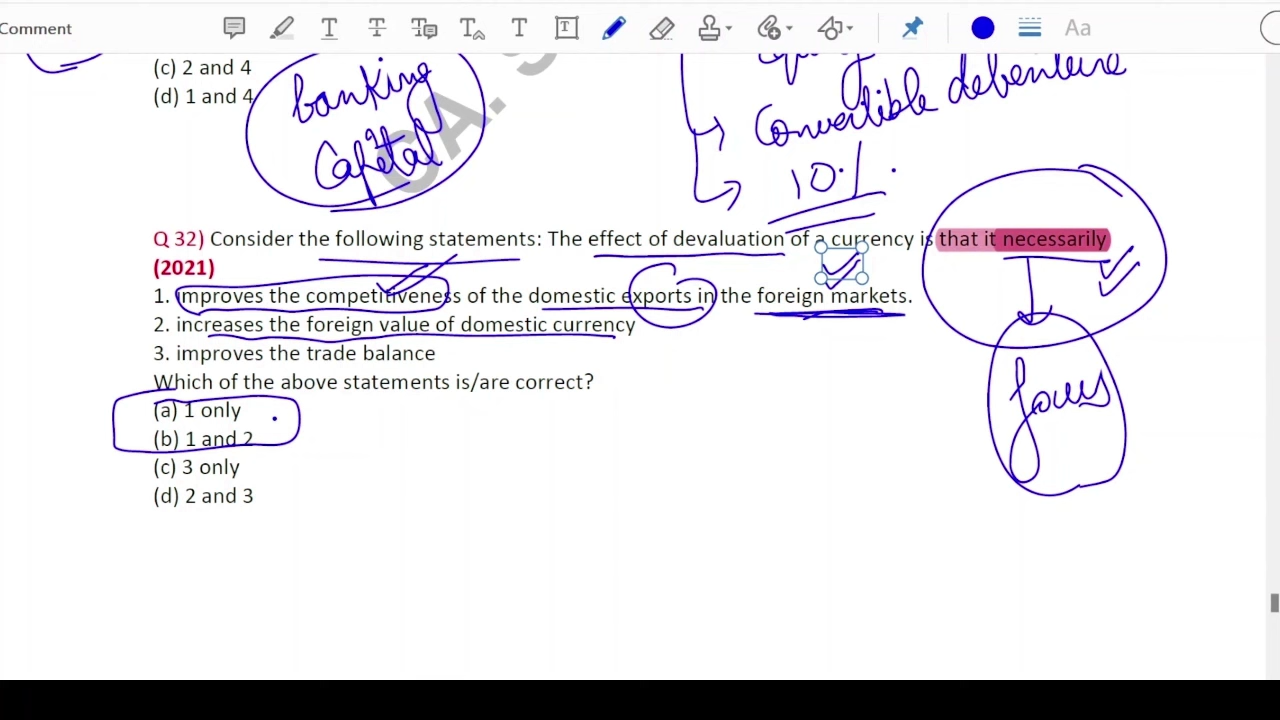 Comment
T T T T T Aa
(c) 2 and 4
(d) 1 and 4
banking
Capital
CA.
Convertible debenture
10%.
Q 32) Consider the following statements: The effect of devaluation of a currency is that it necessarily
(2021)
1. improves the competitiveness of the domestic exports in the foreign markets.
2. increases the foreign value of domestic currency
3. improves the trade balance
Which of the above statements is/are correct?
(a) 1 only
(b) 1 and 2
(c) 3 only
(d) 2 and 3
focus